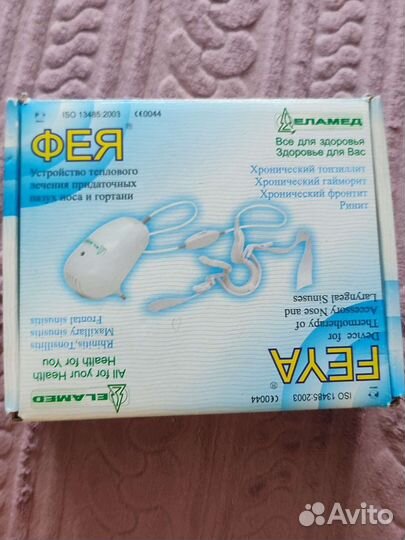 ISO 13485:2003 CE0044
ФЕЯ®
Устройство теплового
лечения придаточных
пазух носа и гортани
ЕЛАМЕД
Все для здоровья
Здоровье для Вас
Хронический тонзиллит
Хронический гайморит
Хронический фронтит
Ринит
ISO 13485:2003 CE0044
FEYA®
Device for
Thermotherapy of
Accessory Nose and
Laryngeal Sinuses
ELAMED
All for your Health
Health for You
Rhinitis, Tonsillitis
Maxillary sinusitis
Frontal sinusitis
Avito